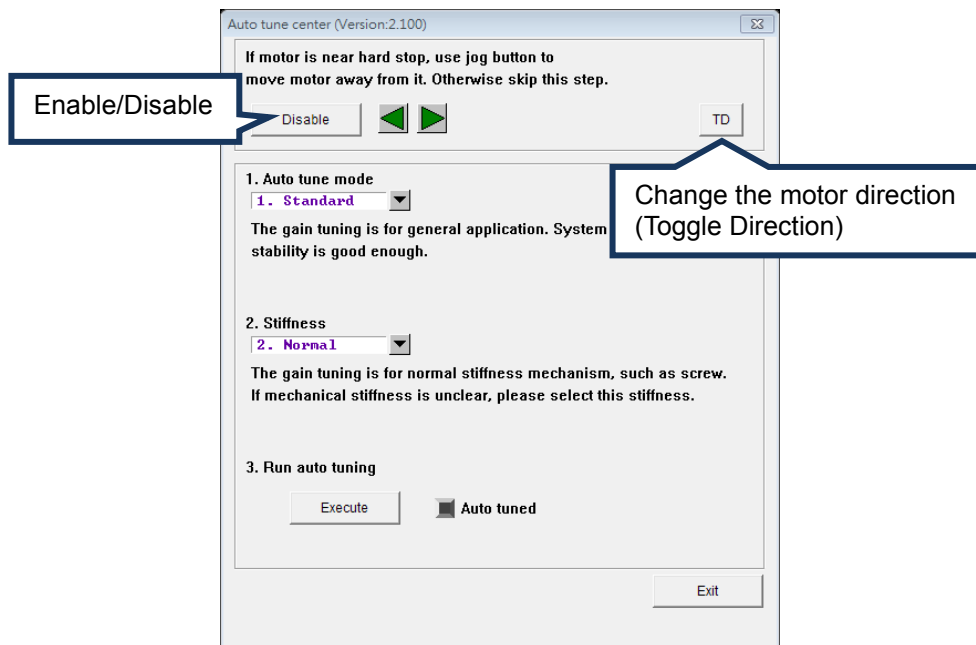 Auto tune center (Version:2.100)
If motor is near hard stop, use jog button to
move motor away from it. Otherwise skip this step.
Enable/Disable
Disable
TD
Change the motor direction
(Toggle Direction)
1. Auto tune mode
1. Standard
The gain tuning is for general application. System
stability is good enough.
2. Stiffness
2. Normal
The gain tuning is for normal stiffness mechanism, such as screw.
If mechanical stiffness is unclear, please select this stiffness.
3. Run auto tuning
Execute
Auto tuned
Exit